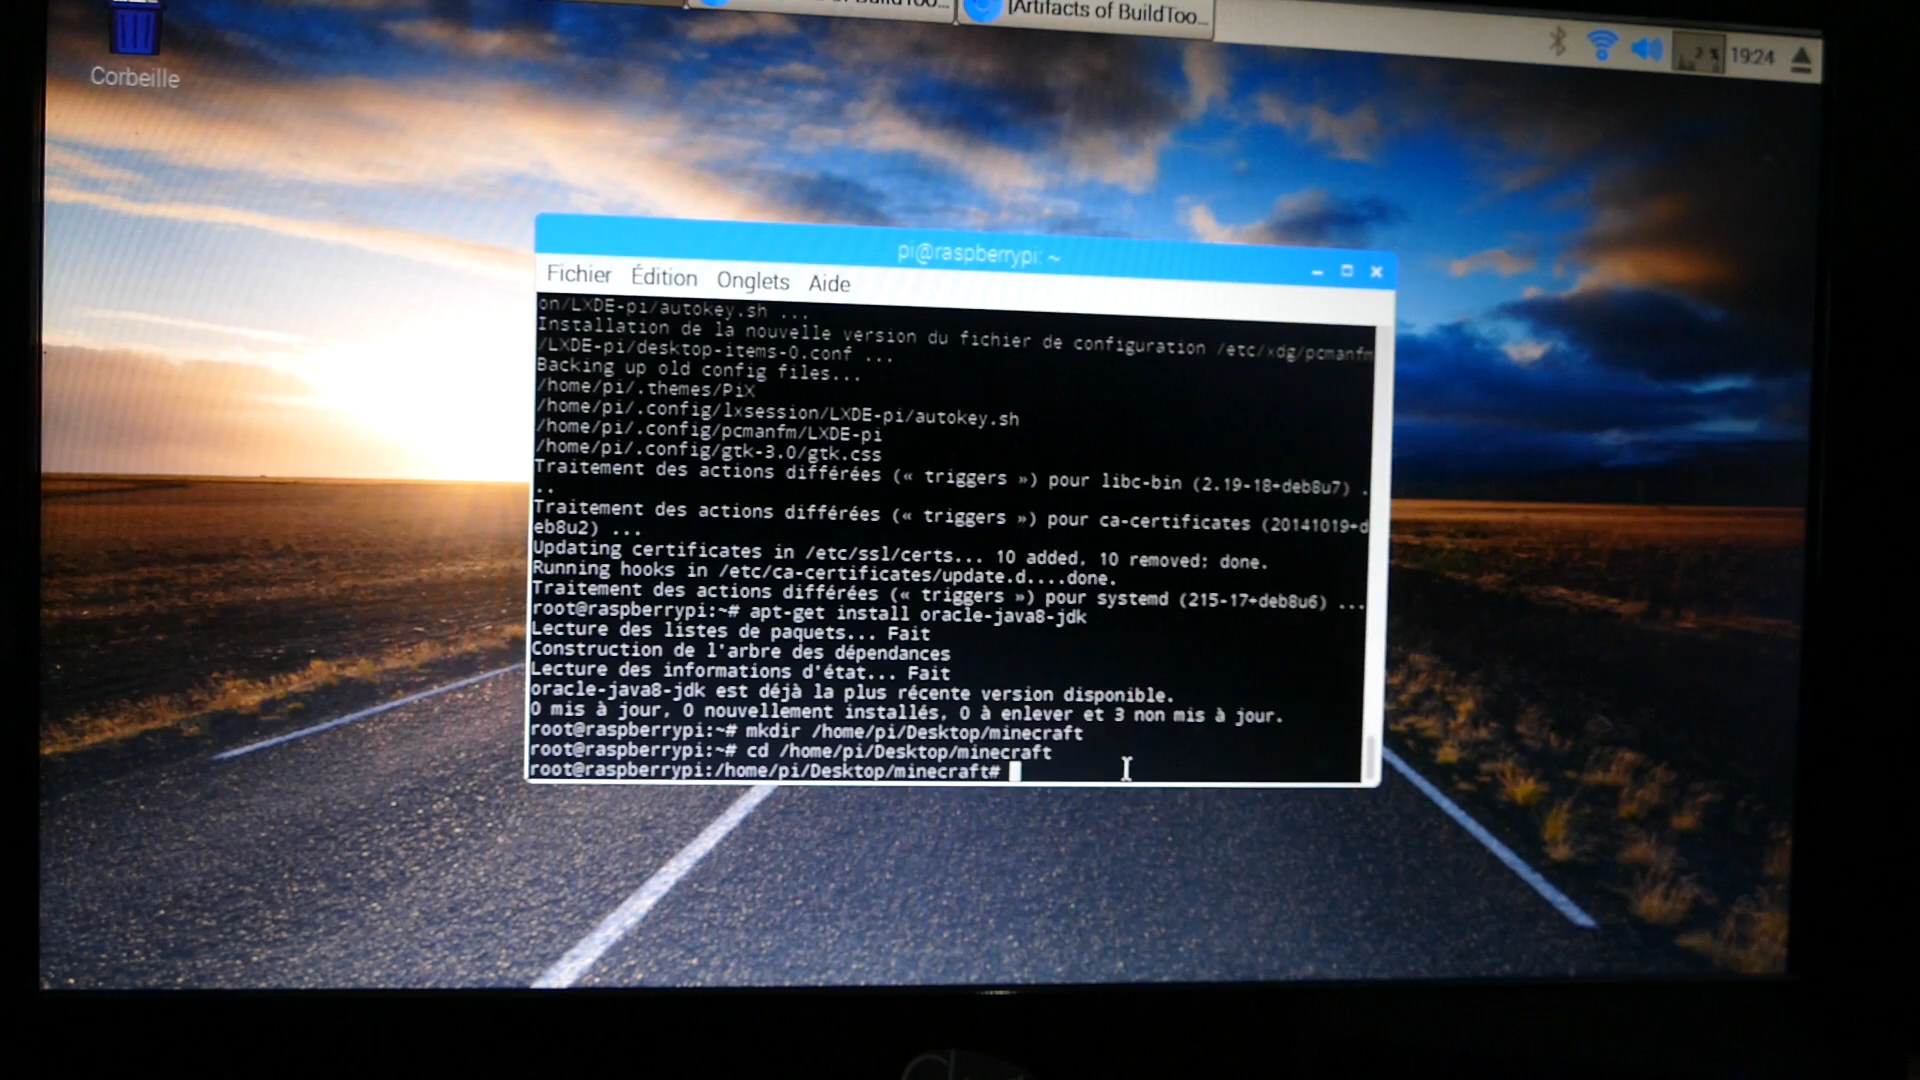 [Artifacts of BuildToo...
2 %
19:24
Corbeille
pi@raspberrypi: ~
Fichier Édition Onglets Aide
on/LXDE-pi/autokey.sh ...
Installation de la nouvelle version du fichier de configuration /etc/xdg/pcmanfm
/LXDE-pi/desktop-items-0.conf ...
Backing up old config files...
/home/pi/.themes/PiX
/home/pi/.config/lxsession/LXDE-pi/autokey.sh
/home/pi/.config/pcmanfm/LXDE-pi
/home/pi/.config/gtk-3.0/gtk.css
Traitement des actions différées (« triggers ») pour libc-bin (2.19-18+deb8u7) .
..
Traitement des actions différées (« triggers ») pour ca-certificates (20141019+d
eb8u2) ...
Updating certificates in /etc/ssl/certs... 10 added, 10 removed; done.
Running hooks in /etc/ca-certificates/update.d....done.
Traitement des actions différées (« triggers ») pour systemd (215-17+deb8u6) ...
root@raspberrypi:~# apt-get install oracle-java8-jdk
Lecture des listes de paquets... Fait
Construction de l'arbre des dépendances
Lecture des informations d'état... Fait
oracle-java8-jdk est déjà la plus récente version disponible.
0 mis à jour, 0 nouvellement installés, 0 à enlever et 3 non mis à jour.
root@raspberrypi:~# mkdir /home/pi/Desktop/minecraft
root@raspberrypi:~# cd /home/pi/Desktop/minecraft
root@raspberrypi:/home/pi/Desktop/minecraft#